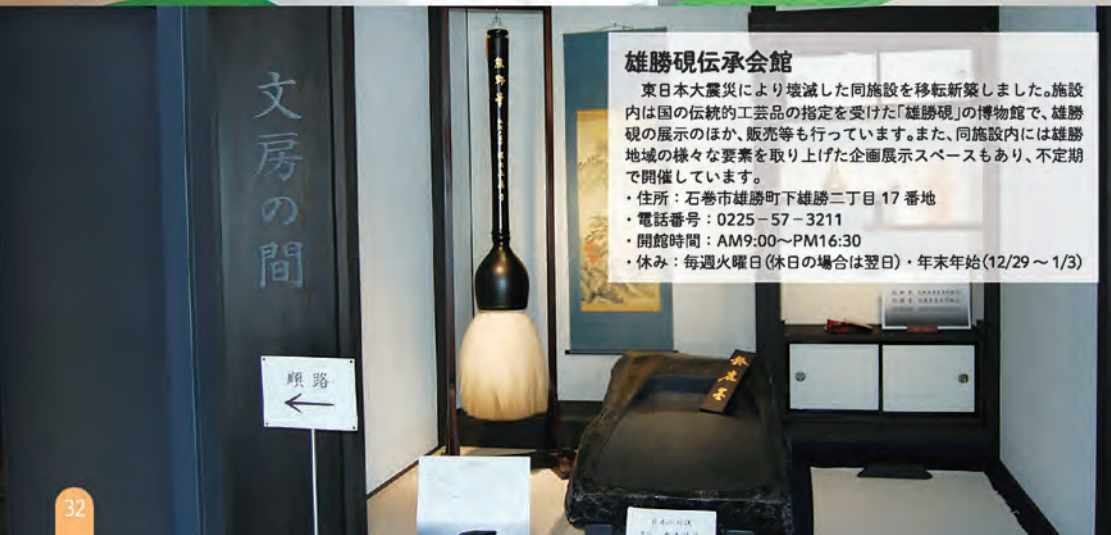 雄勝硯伝承会館
東日本大震災により壊滅した同施設を移転新築しました。施設
内は国の伝統的工芸品の指定を受けた「雄勝硯」の博物館で、雄勝
硯の展示のほか、販売等も行っています。また、同施設内には雄勝
地域の様々な要素を取り上げた企画展示スペースもあり、不定期
で開催しています。
・住所：石巻市雄勝町下雄勝二丁目 17 番地
・電話番号：0225－57－3211
・開館時間：AM9:00～PM16:30
・休み：毎週火曜日(休日の場合は翌日)・年末年始(12/29 ～ 1/3)
文房の間
順路
熊野筆
鈴鹿墨
32